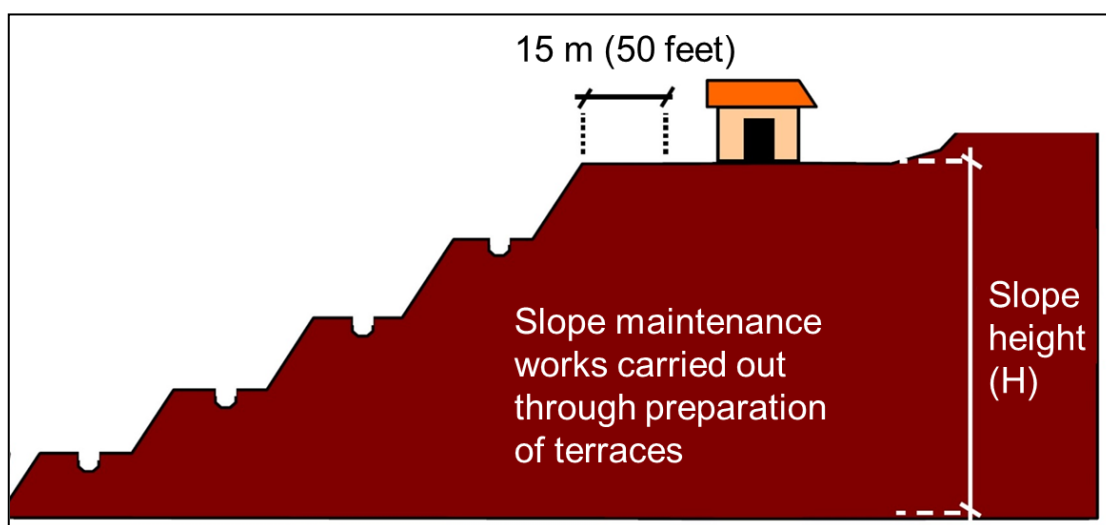 15 m (50 feet)
Slope maintenance
works carried out
through preparation
of terraces
Slope
height
(H)